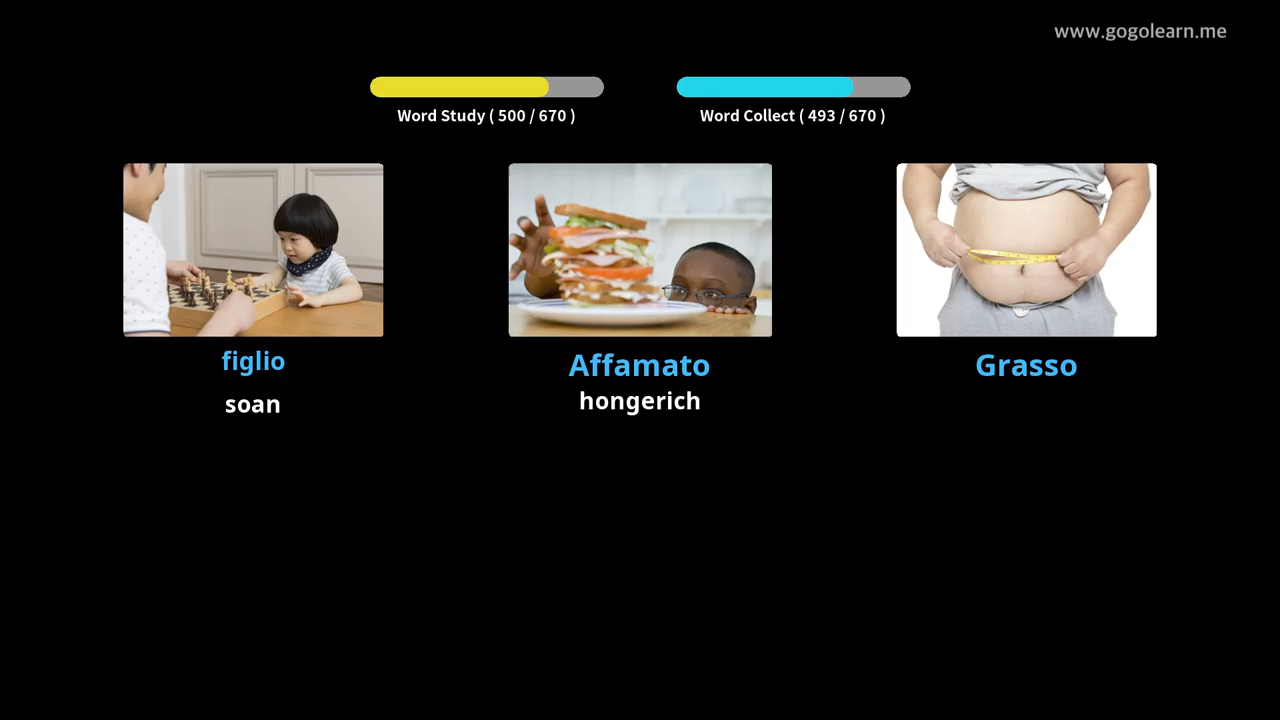 www.gogolearn.me
Word Study ( 500 / 670 )
Word Collect ( 493 / 670 )
figlio
soan
Affamato
hongerich
Grasso